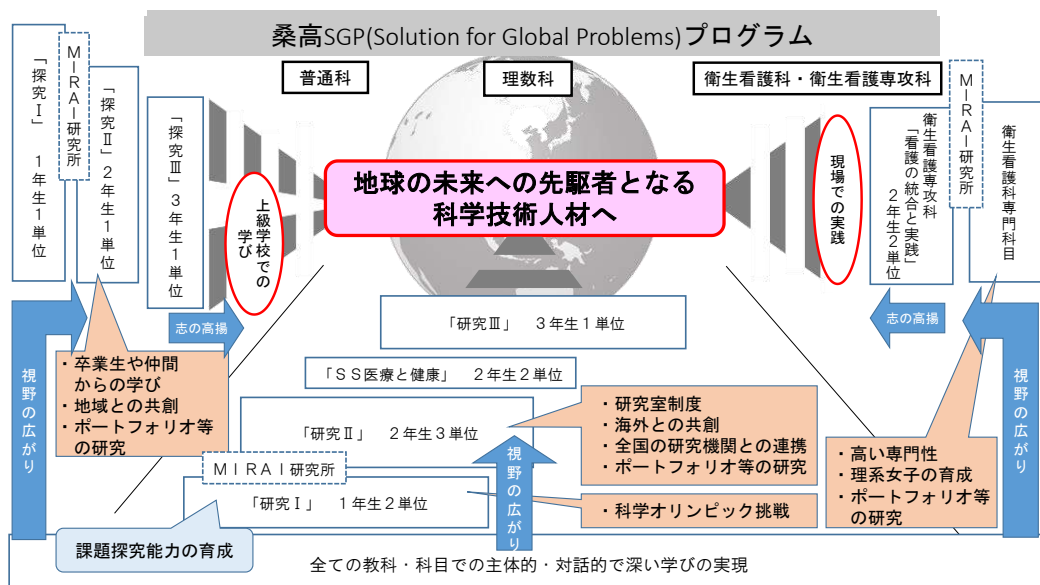 桑高SGP(Solution for Global Problems)プログラム
普通科
理数科
衛生看護科・衛生看護専攻科
「探究Ⅰ」　1年生1単位
ＭＩＲＡＩ研究所
「探究Ⅱ」2年生1単位
「探究Ⅲ」3年生1単位
上級学校での
学び
地球の未来への先駆者となる
科学技術人材へ
現場での実践
衛生看護専攻科
「看護の統合と実践」
2年生2単位
ＭＩＲＡＩ研究所
衛生看護科専門科目
志の高揚
志の高揚
視野の広がり
・卒業生や仲間
からの学び
・地域との共創
・ポートフォリオ等
の研究
「研究Ⅲ」　3年生1単位
「ＳＳ医療と健康」　2年生2単位
「研究Ⅱ」　2年生3単位
ＭＩＲＡＩ研究所
「研究Ⅰ」　1年生2単位
視野の広がり
・研究室制度
・海外との共創
・全国の研究機関との連携
・ポートフォリオ等の研究
・科学オリンピック挑戦
・高い専門性
・理系女子の育成
・ポートフォリオ等
の研究
視野の広がり
課題探究能力の育成
全ての教科・科目での主体的・対話的で深い学びの実現